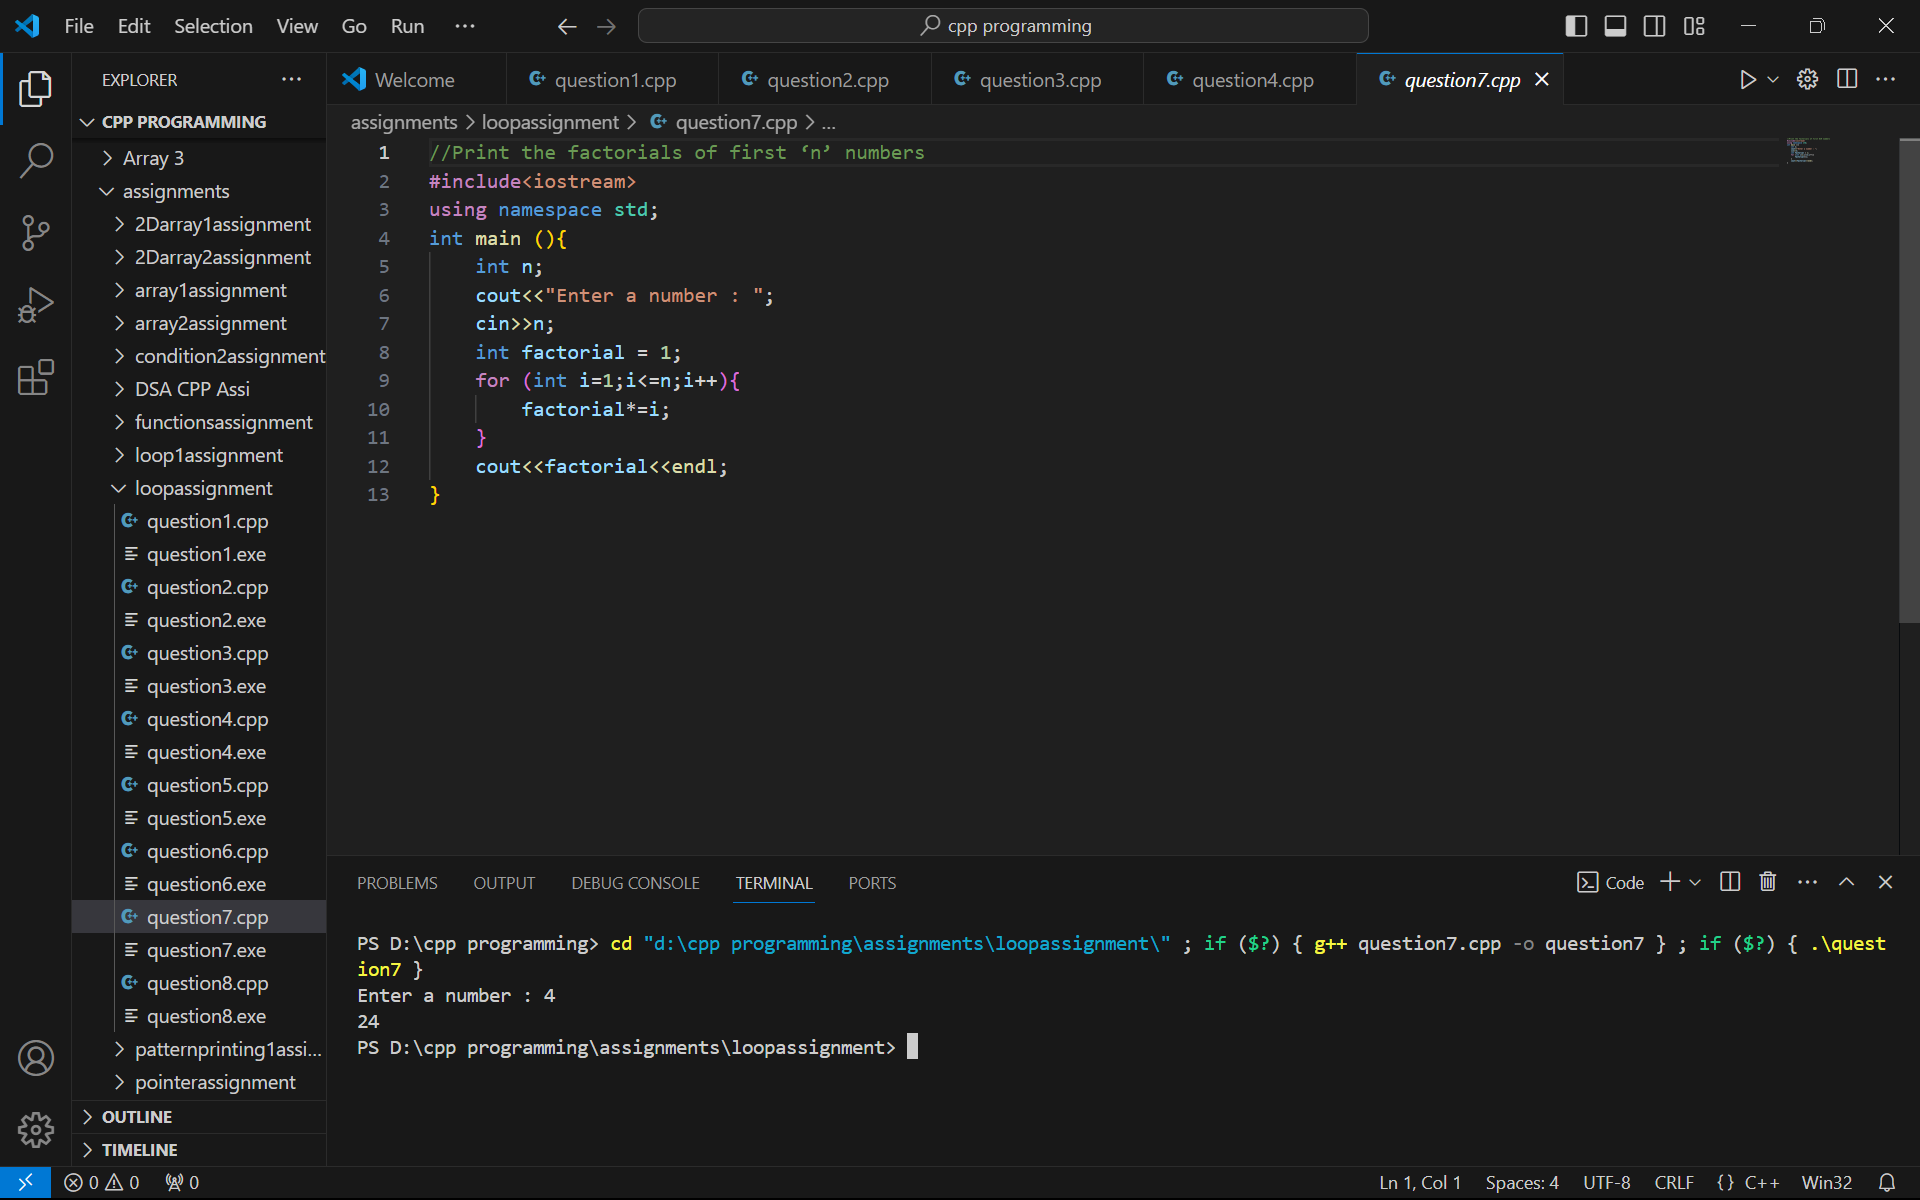 File Edit Selection View Go Run ···
cpp programming
EXPLORER ···
CPP PROGRAMMING
Array 3
assignments
2Darray1assignment
2Darray2assignment
array1assignment
array2assignment
condition2assignment
DSA CPP Assi
functionsassignment
loop1assignment
loopassignment
question1.cpp
question1.exe
question2.cpp
question2.exe
question3.cpp
question3.exe
question4.cpp
question4.exe
question5.cpp
question5.exe
question6.cpp
question6.exe
question7.cpp
question7.exe
question8.cpp
question8.exe
patternprinting1assi...
pointerassignment
OUTLINE
TIMELINE
Welcome question1.cpp question2.cpp question3.cpp question4.cpp question7.cpp
assignments > loopassignment > question7.cpp > ...
1 //Print the factorials of first ‘n’ numbers
2 #include<iostream>
3 using namespace std;
4 int main (){
5 int n;
6 cout<<"Enter a number : ";
7 cin>>n;
8 int factorial = 1;
9 for (int i=1;i<=n;i++){
10 factorial*=i;
11 }
12 cout<<factorial<<endl;
13 }
PROBLEMS OUTPUT DEBUG CONSOLE TERMINAL PORTS
Code
PS D:\cpp programming> cd "d:\cpp programming\assignments\loopassignment\" ; if ($?) { g++ question7.cpp -o question7 } ; if ($?) { .\quest
ion7 }
Enter a number : 4
24
PS D:\cpp programming\assignments\loopassignment>
0 0 0
Ln 1, Col 1 Spaces: 4 UTF-8 CRLF {} C++ Win32